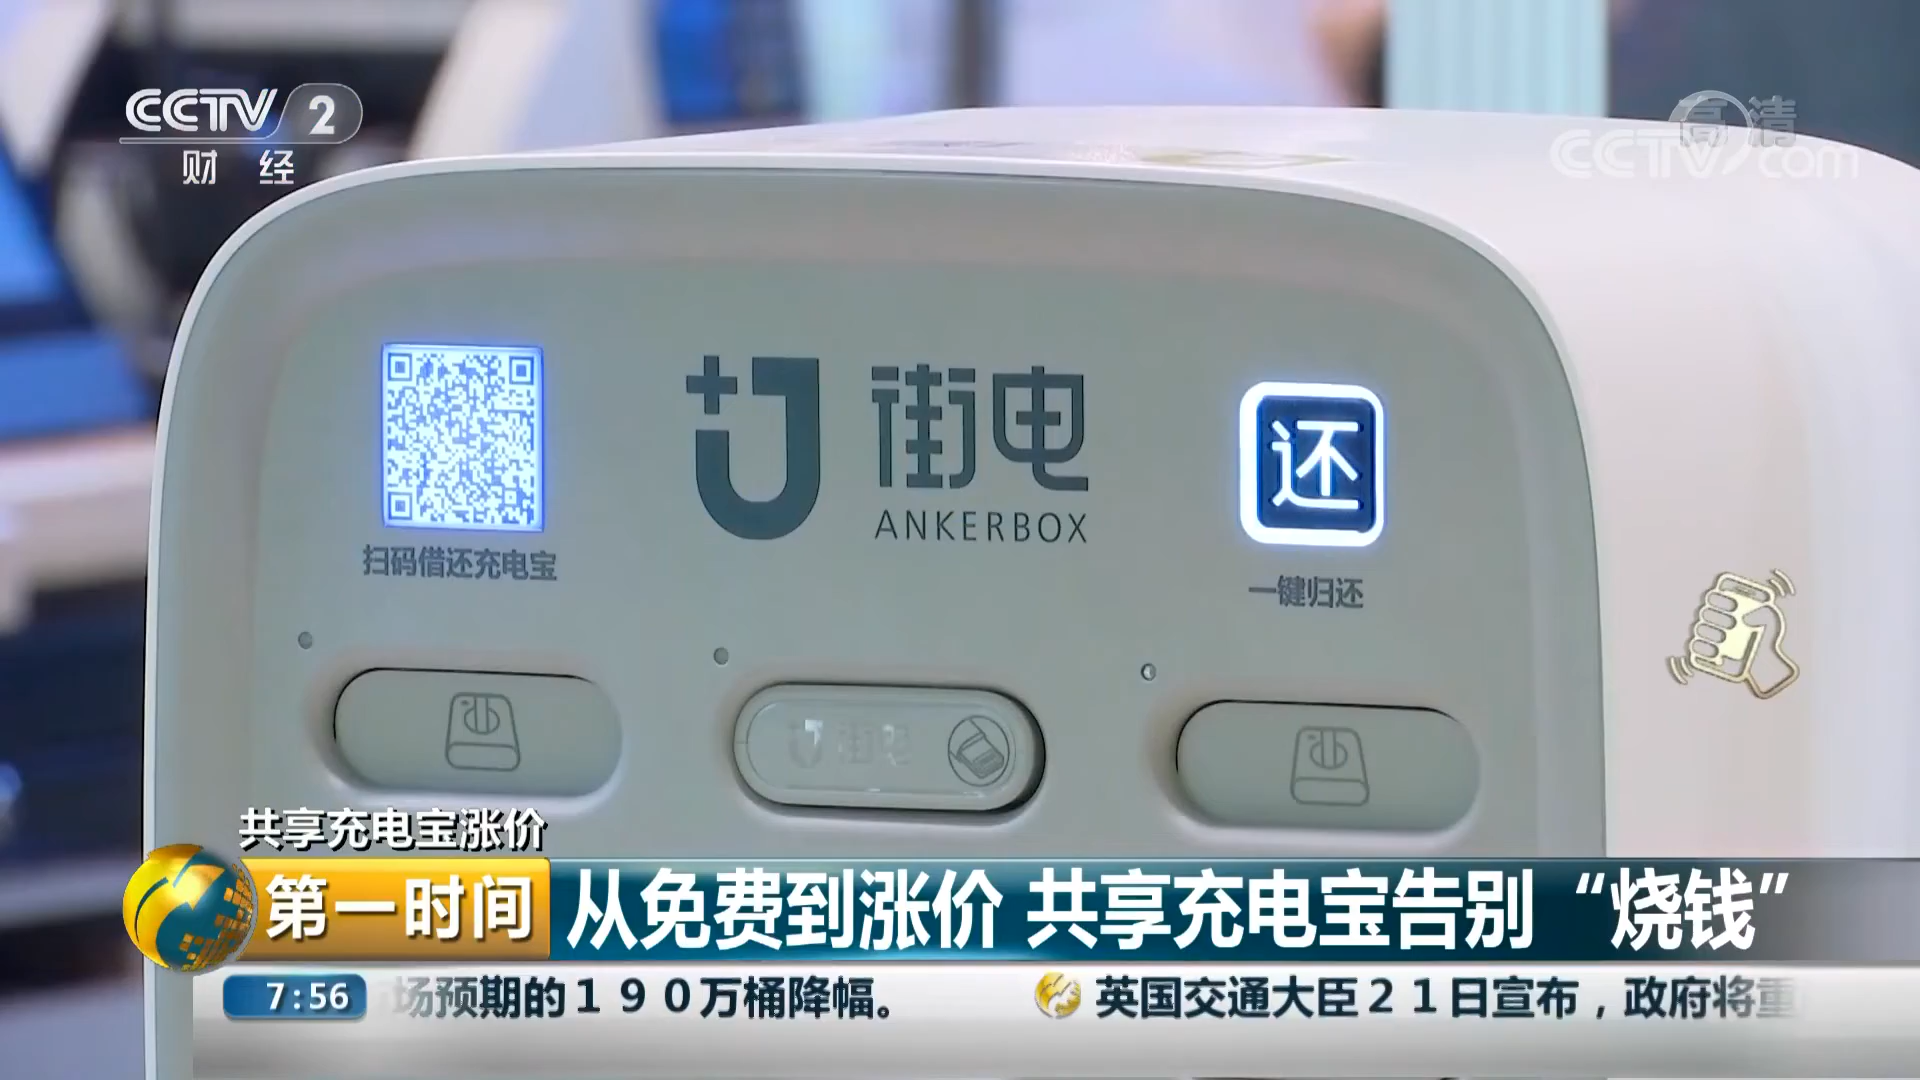 CCTV 2
财 经
高清
CCTV.com
街电
ANKERBOX
还
扫码借还充电宝
一键归还
街电
共享充电宝涨价
第一时间
从免费到涨价 共享充电宝告别“烧钱”
7:56 场预期的190万桶降幅。 英国交通大臣21日宣布，政府将重